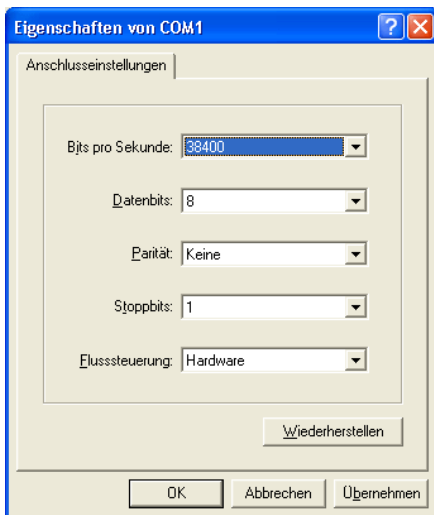 Eigenschaften von COM1
Anschlusseinstellungen
Bits pro Sekunde: 38400
Datenbits: 8
Parität: Keine
Stoppbits: 1
Flusssteuerung: Hardware
Wiederherstellen
OK Abbrechen Übernehmen